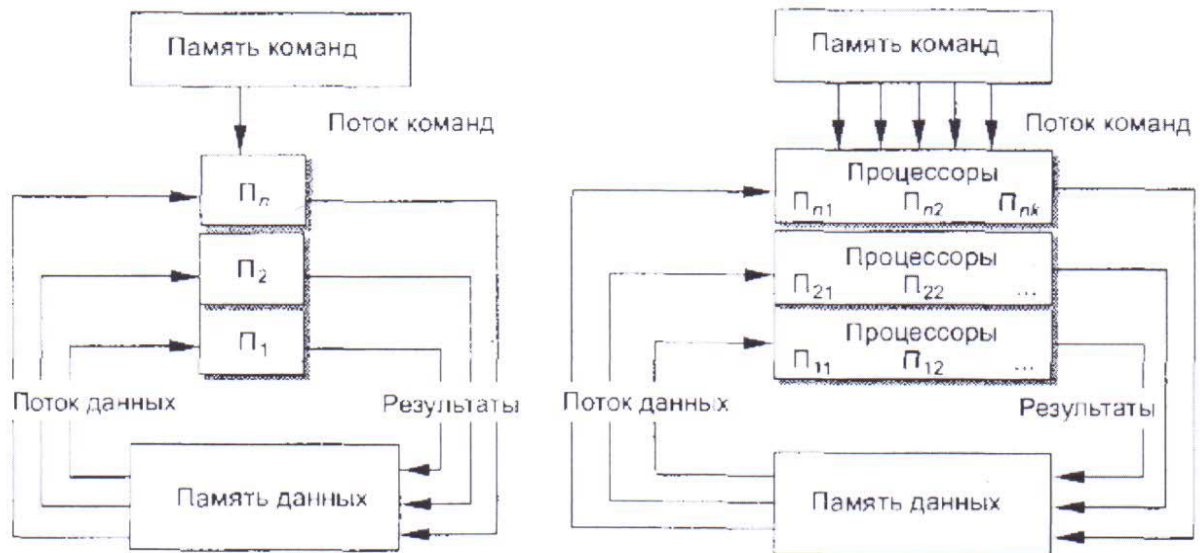 Память команд
Поток команд
Пn
П2
П1
Поток данных
Результаты
Память данных
Память команд
Поток команд
Процессоры
Пn1 Пn2 Пnk
Процессоры
П21 П22 ...
Процессоры
П11 П12 ...
Поток данных
Результаты
Память данных